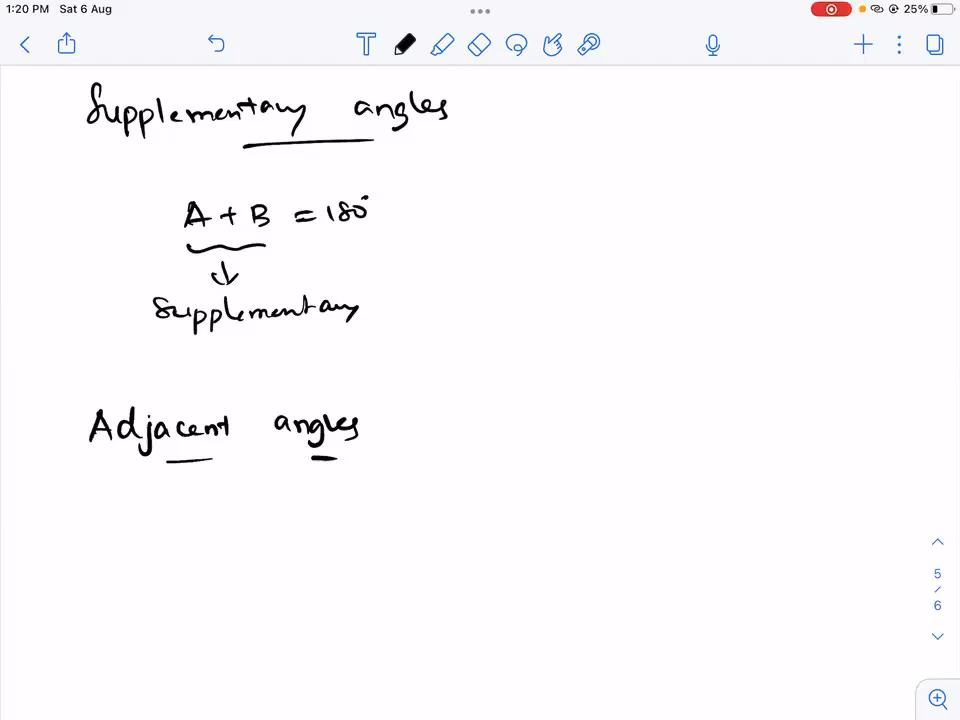 1:20 PM Sat 6 Aug
25%
T
Supplementary angles
A + B = 180°
Supplementary
Adjacent angles
5
/
6